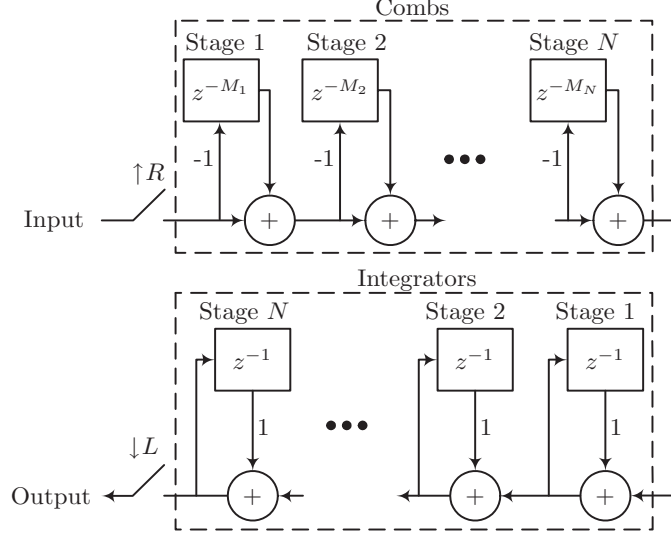 Combs
Stage 1 Stage 2 Stage N
z^{-M_1} z^{-M_2} z^{-M_N}
-1 -1 -1
↑R
Input + + +
Integrators
Stage N Stage 2 Stage 1
z^{-1} z^{-1} z^{-1}
1 1 1
↓L
Output + + +